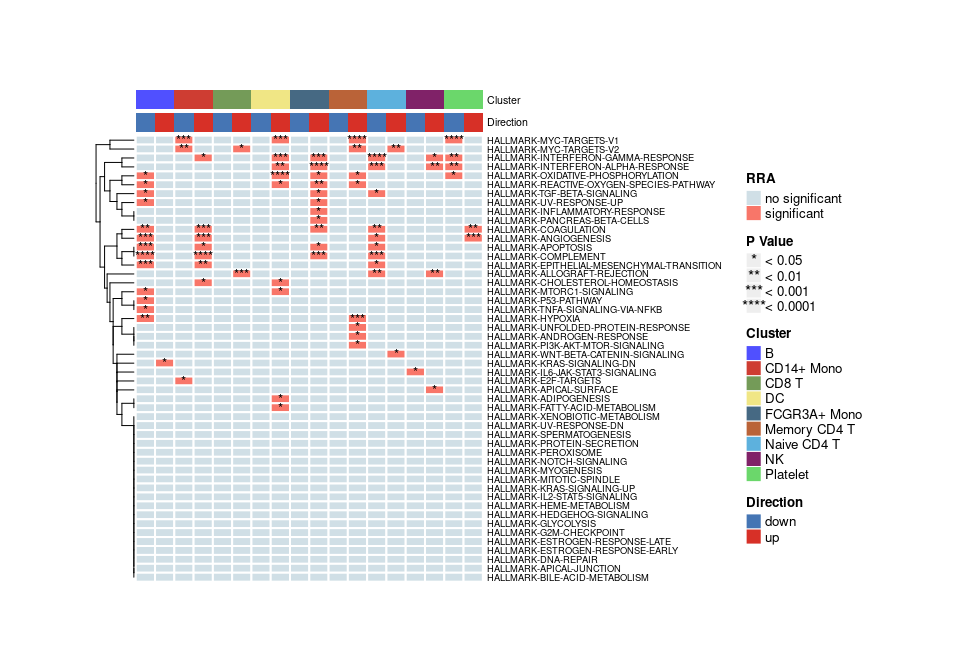 Cluster
Direction
*** *** **** **** HALLMARK-MYC-TARGETS-V1
** * ** ** HALLMARK-MYC-TARGETS-V2
* *** *** **** * ** HALLMARK-INTERFERON-GAMMA-RESPONSE
** **** *** ** ** HALLMARK-INTERFERON-ALPHA-RESPONSE
* **** * * * HALLMARK-OXIDATIVE-PHOSPHORYLATION
* * ** * HALLMARK-REACTIVE-OXYGEN-SPECIES-PATHWAY
* * * HALLMARK-TGF-BETA-SIGNALING
* * HALLMARK-UV-RESPONSE-UP
* HALLMARK-INFLAMMATORY-RESPONSE
* HALLMARK-PANCREAS-BETA-CELLS
** *** ** ** ** HALLMARK-COAGULATION
*** *** * *** HALLMARK-ANGIOGENESIS
*** * * * HALLMARK-APOPTOSIS
**** **** *** *** HALLMARK-COMPLEMENT
*** ** * HALLMARK-EPITHELIAL-MESENCHYMAL-TRANSITION
*** ** ** HALLMARK-ALLOGRAFT-REJECTION
* * HALLMARK-CHOLESTEROL-HOMEOSTASIS
* * HALLMARK-MTORC1-SIGNALING
* HALLMARK-P53-PATHWAY
* HALLMARK-TNFA-SIGNALING-VIA-NFKB
** *** HALLMARK-HYPOXIA
* HALLMARK-UNFOLDED-PROTEIN-RESPONSE
* HALLMARK-ANDROGEN-RESPONSE
* HALLMARK-PI3K-AKT-MTOR-SIGNALING
* HALLMARK-WNT-BETA-CATENIN-SIGNALING
* HALLMARK-KRAS-SIGNALING-DN
* HALLMARK-IL6-JAK-STAT3-SIGNALING
* HALLMARK-E2F-TARGETS
* HALLMARK-APICAL-SURFACE
* HALLMARK-ADIPOGENESIS
* HALLMARK-FATTY-ACID-METABOLISM
HALLMARK-XENOBIOTIC-METABOLISM
HALLMARK-UV-RESPONSE-DN
HALLMARK-SPERMATOGENESIS
HALLMARK-PROTEIN-SECRETION
HALLMARK-PEROXISOME
HALLMARK-NOTCH-SIGNALING
HALLMARK-MYOGENESIS
HALLMARK-MITOTIC-SPINDLE
HALLMARK-KRAS-SIGNALING-UP
HALLMARK-IL2-STAT5-SIGNALING
HALLMARK-HEME-METABOLISM
HALLMARK-HEDGEHOG-SIGNALING
HALLMARK-GLYCOLYSIS
HALLMARK-G2M-CHECKPOINT
HALLMARK-ESTROGEN-RESPONSE-LATE
HALLMARK-ESTROGEN-RESPONSE-EARLY
HALLMARK-DNA-REPAIR
HALLMARK-APICAL-JUNCTION
HALLMARK-BILE-ACID-METABOLISM
RRA
no significant
significant
P Value
* < 0.05
** < 0.01
*** < 0.001
**** < 0.0001
Cluster
B
CD14+ Mono
CD8 T
DC
FCGR3A+ Mono
Memory CD4 T
Naive CD4 T
NK
Platelet
Direction
down
up